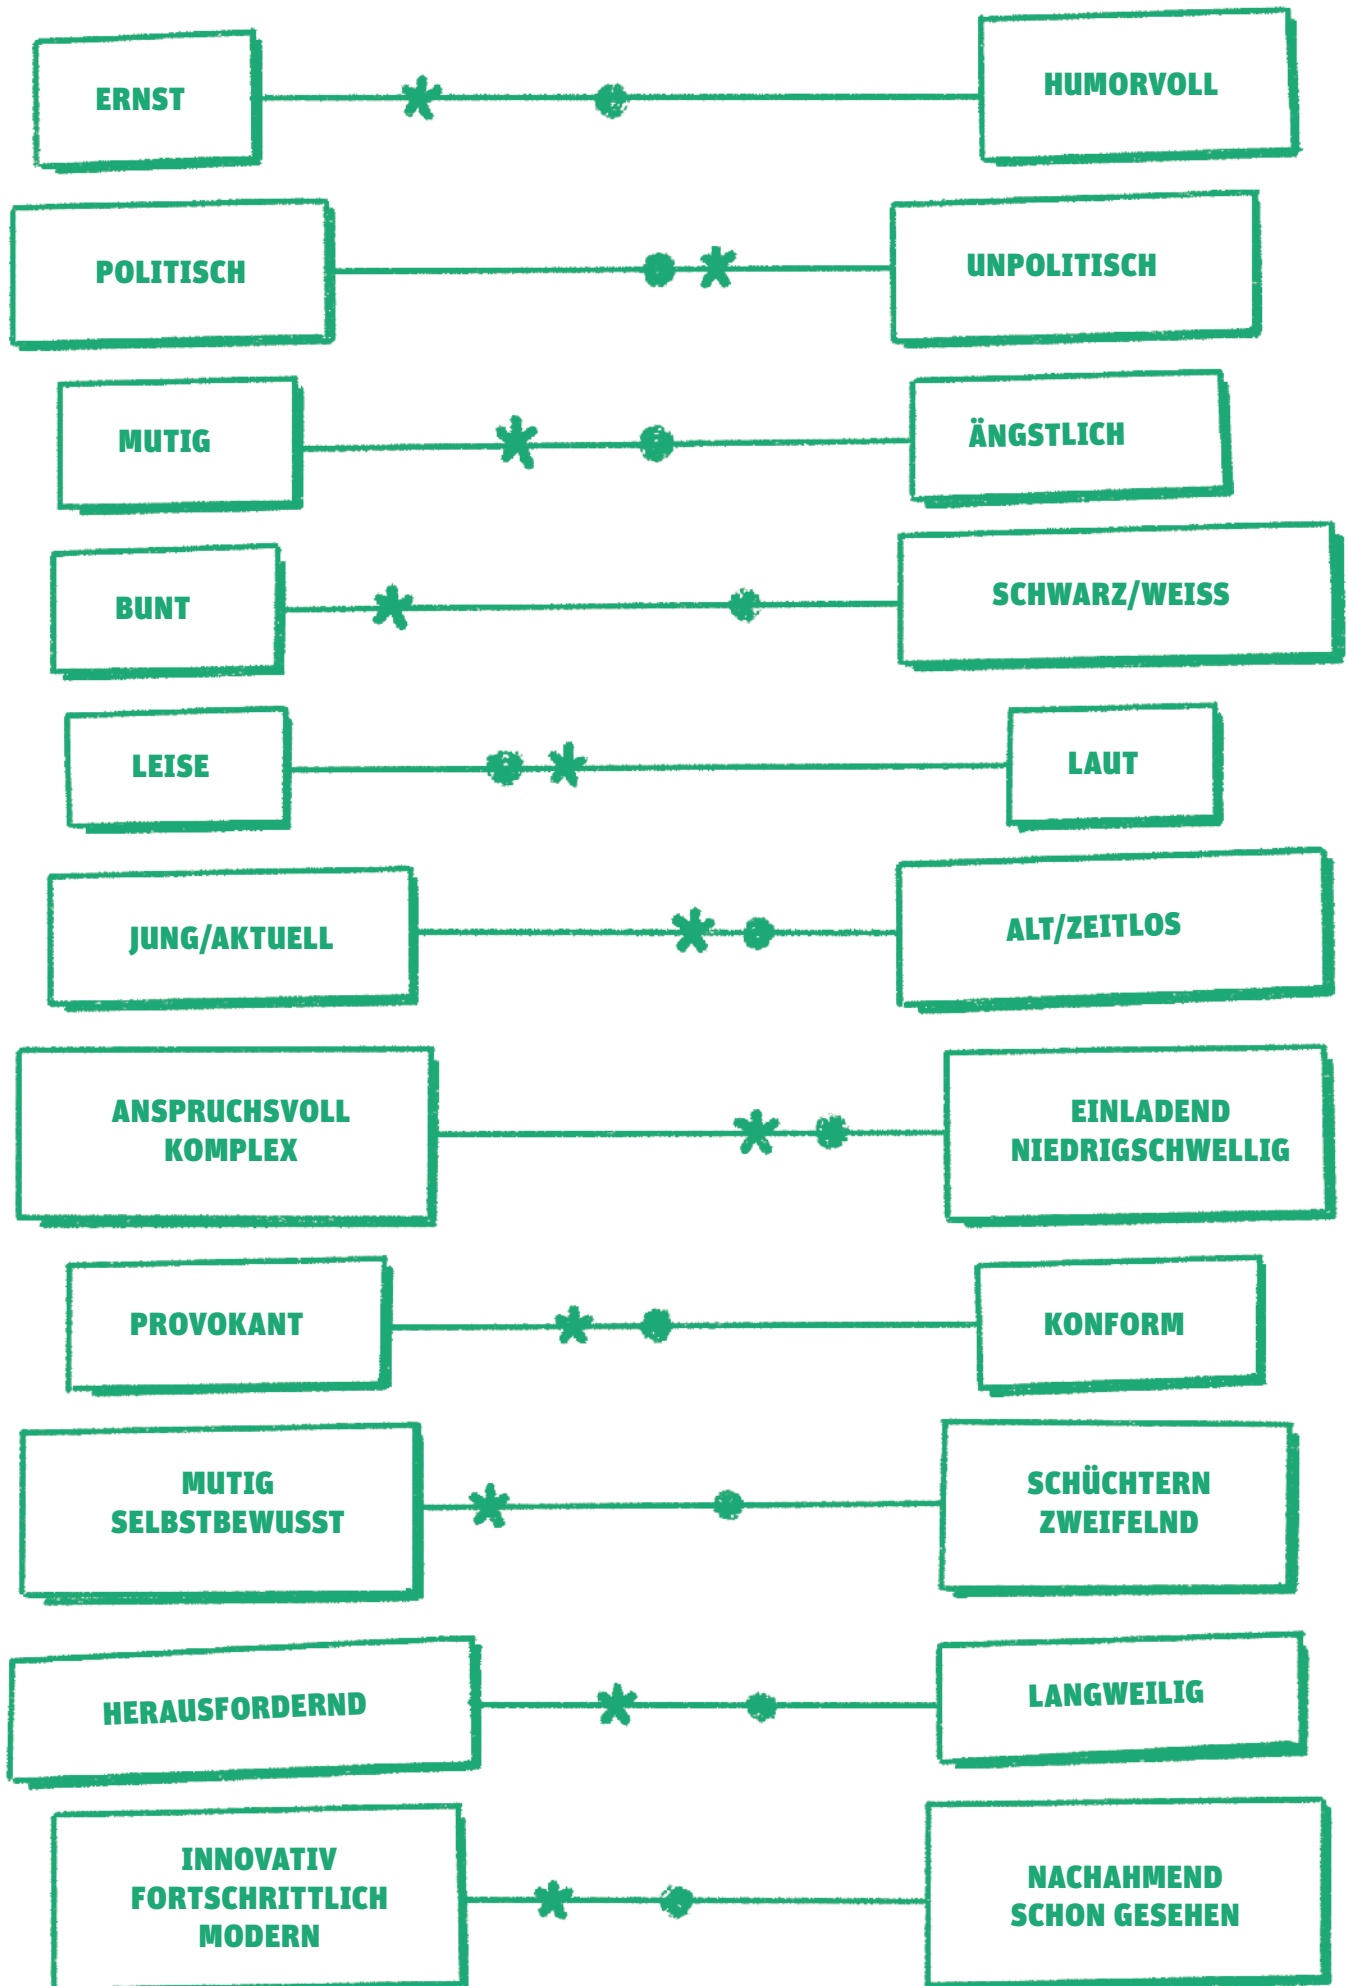 ERNST
HUMORVOLL
POLITISCH
UNPOLITISCH
MUTIG
ÄNGSTLICH
BUNT
SCHWARZ/WEISS
LEISE
LAUT
JUNG/AKTUELL
ALT/ZEITLOS
ANSPRUCHSVOLL
KOMPLEX
EINLADEND
NIEDRIGSCHWELLIG
PROVOKANT
KONFORM
MUTIG
SELBSTBEWUSST
SCHÜCHTERN
ZWEIFELND
HERAUSFORDERND
LANGWEILIG
INNOVATIV
FORTSCHRITTLICH
MODERN
NACHAHMEND
SCHON GESEHEN